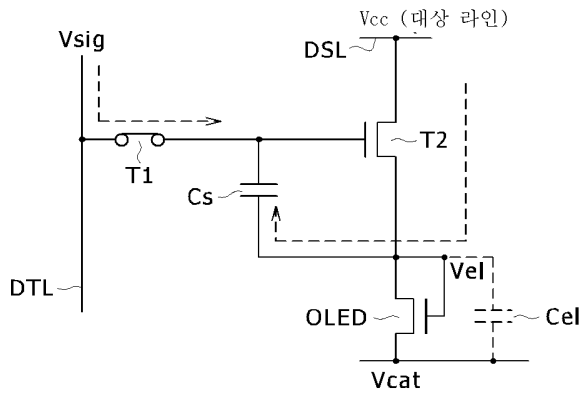 Vcc (대상 라인)
Vsig
DSL
T2
T1
Cs
Vel
DTL
OLED
Cel
Vcat